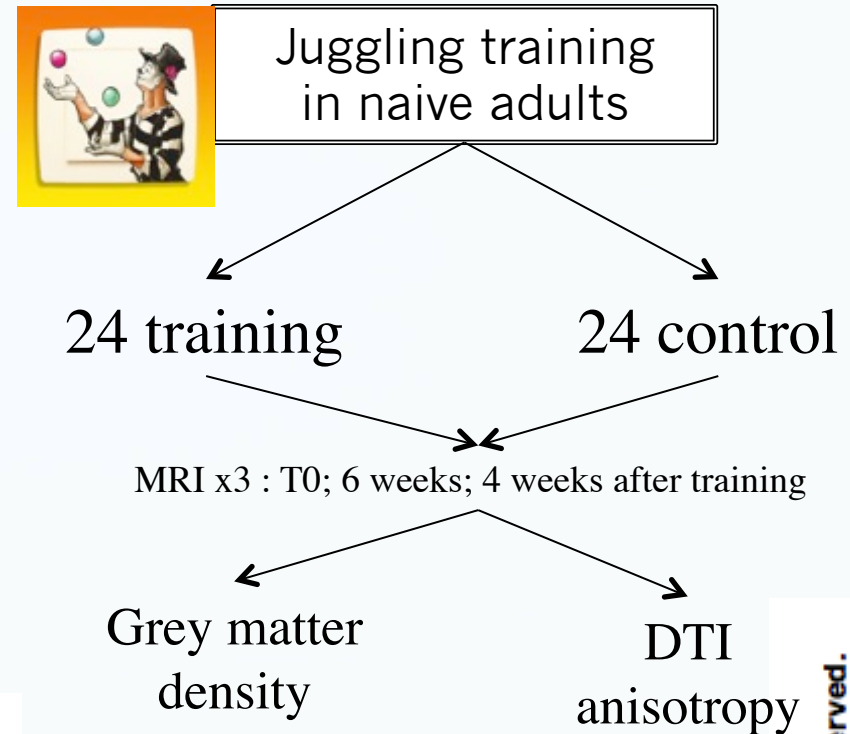 Juggling training
in naive adults
24 training
24 control
MRI x3 : T0; 6 weeks; 4 weeks after training
Grey matter
density
DTI
anisotropy
rved.